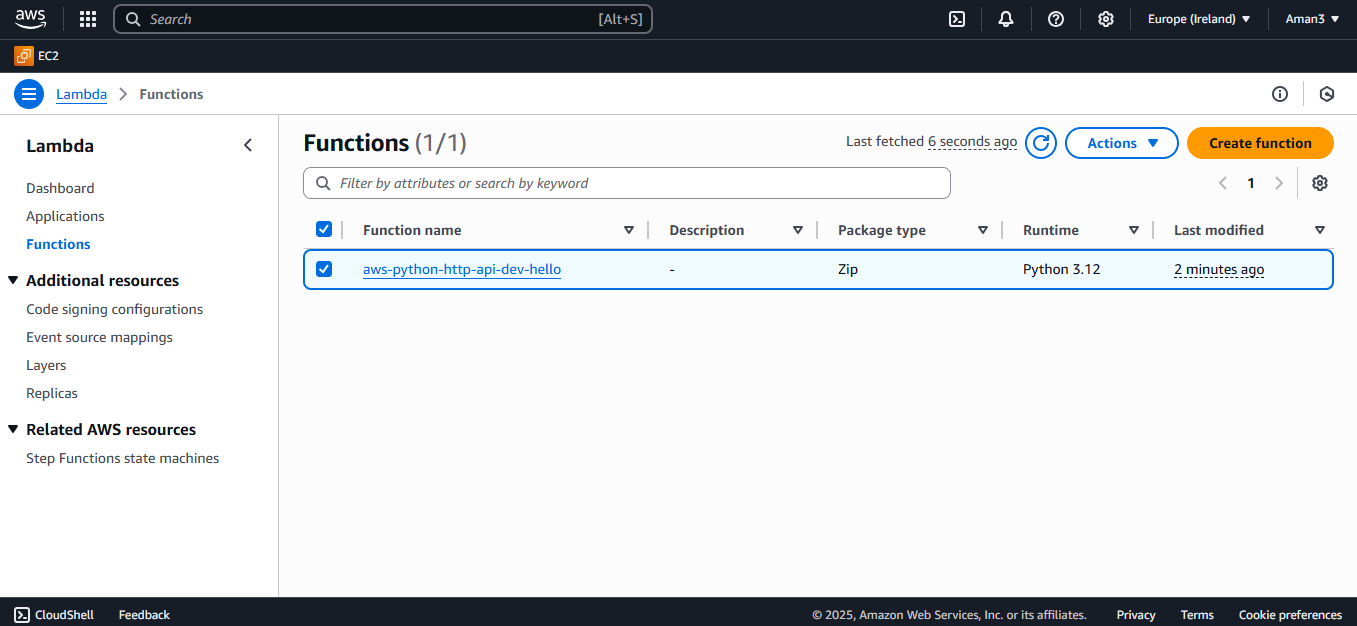 aws
Search [Alt+S] Europe (Ireland) Aman3
EC2
Lambda Functions
Lambda
Dashboard
Applications
Functions
Additional resources
Code signing configurations
Event source mappings
Layers
Replicas
Related AWS resources
Step Functions state machines
Functions (1/1) Last fetched 6 seconds ago Actions Create function
Filter by attributes or search by keyword 1
Function name Description Package type Runtime Last modified
aws-python-http-api-dev-hello - Zip Python 3.12 2 minutes ago
CloudShell Feedback © 2025, Amazon Web Services, Inc. or its affiliates. Privacy Terms Cookie preferences